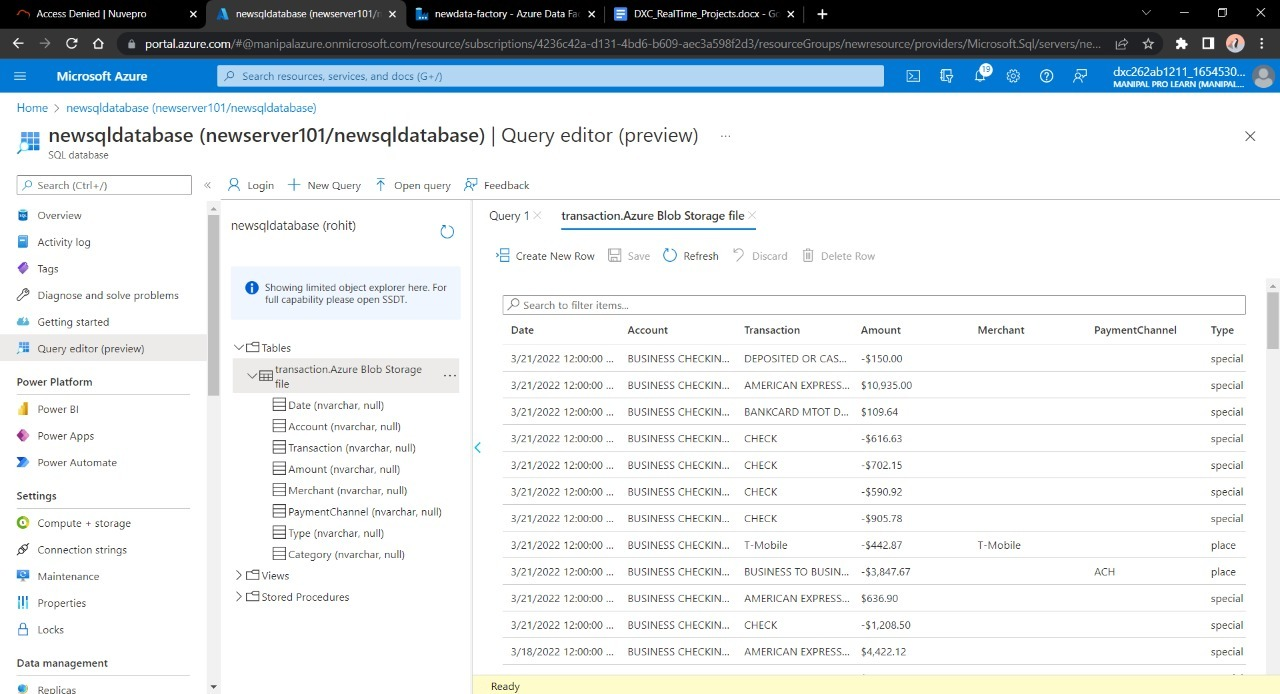 Access Denied | Nuvepro
newsqldatabase (newserver101/n
newdata-factory - Azure Data Fac
DXC_RealTime_Projects.docx - Go
portal.azure.com/#@manipalazure.onmicrosoft.com/resource/subscriptions/4236c42a-d131-4bd6-b609-aec3a598f2d3/resourceGroups/newresource/providers/Microsoft.Sql/servers/ne...
Microsoft Azure
Search resources, services, and docs (G+/)
19
dxc262ab1211_1654530...
MANIPAL PRO LEARN (MANIPAL...
Home > newsqldatabase (newserver101/newsqldatabase)
newsqldatabase (newserver101/newsqldatabase) | Query editor (preview) ...
SQL database
Search (Ctrl+/)
«
Login
New Query
Open query
Feedback
Overview
Activity log
Tags
Diagnose and solve problems
Getting started
Query editor (preview)
Power Platform
Power BI
Power Apps
Power Automate
Settings
Compute + storage
Connection strings
Maintenance
Properties
Locks
Data management
Replicas
newsqldatabase (rohit)
Showing limited object explorer here. For
full capability please open SSDT.
Tables
transcation.Azure Blob Storage
file
Date (nvarchar, null)
Account (nvarchar, null)
Transaction (nvarchar, null)
Amount (nvarchar, null)
Merchant (nvarchar, null)
PaymentChannel (nvarchar, null)
Type (nvarchar, null)
Category (nvarchar, null)
Views
Stored Procedures
Query 1
transaction.Azure Blob Storage file
Create New Row
Save
Refresh
Discard
Delete Row
Search to filter items...
Date Account Transaction Amount Merchant PaymentChannel Type
3/21/2022 12:00:00 ... BUSINESS CHECKIN... DEPOSITED OR CAS... -$150.00 special
3/21/2022 12:00:00 ... BUSINESS CHECKIN... AMERICAN EXPRESS... $10,935.00 special
3/21/2022 12:00:00 ... BUSINESS CHECKIN... BANKCARD MTOT D... $109.64 special
3/21/2022 12:00:00 ... BUSINESS CHECKIN... CHECK -$616.63 special
3/21/2022 12:00:00 ... BUSINESS CHECKIN... CHECK -$702.15 special
3/21/2022 12:00:00 ... BUSINESS CHECKIN... CHECK -$590.92 special
3/21/2022 12:00:00 ... BUSINESS CHECKIN... CHECK -$905.78 special
3/21/2022 12:00:00 ... BUSINESS CHECKIN... T-Mobile -$442.87 T-Mobile place
3/21/2022 12:00:00 ... BUSINESS CHECKIN... BUSINESS TO BUSIN... -$3,847.67 ACH place
3/21/2022 12:00:00 ... BUSINESS CHECKIN... AMERICAN EXPRESS... $636.90 special
3/21/2022 12:00:00 ... BUSINESS CHECKIN... CHECK -$1,208.50 special
3/18/2022 12:00:00 ... BUSINESS CHECKIN... AMERICAN EXPRESS... $4,422.12 special
Ready